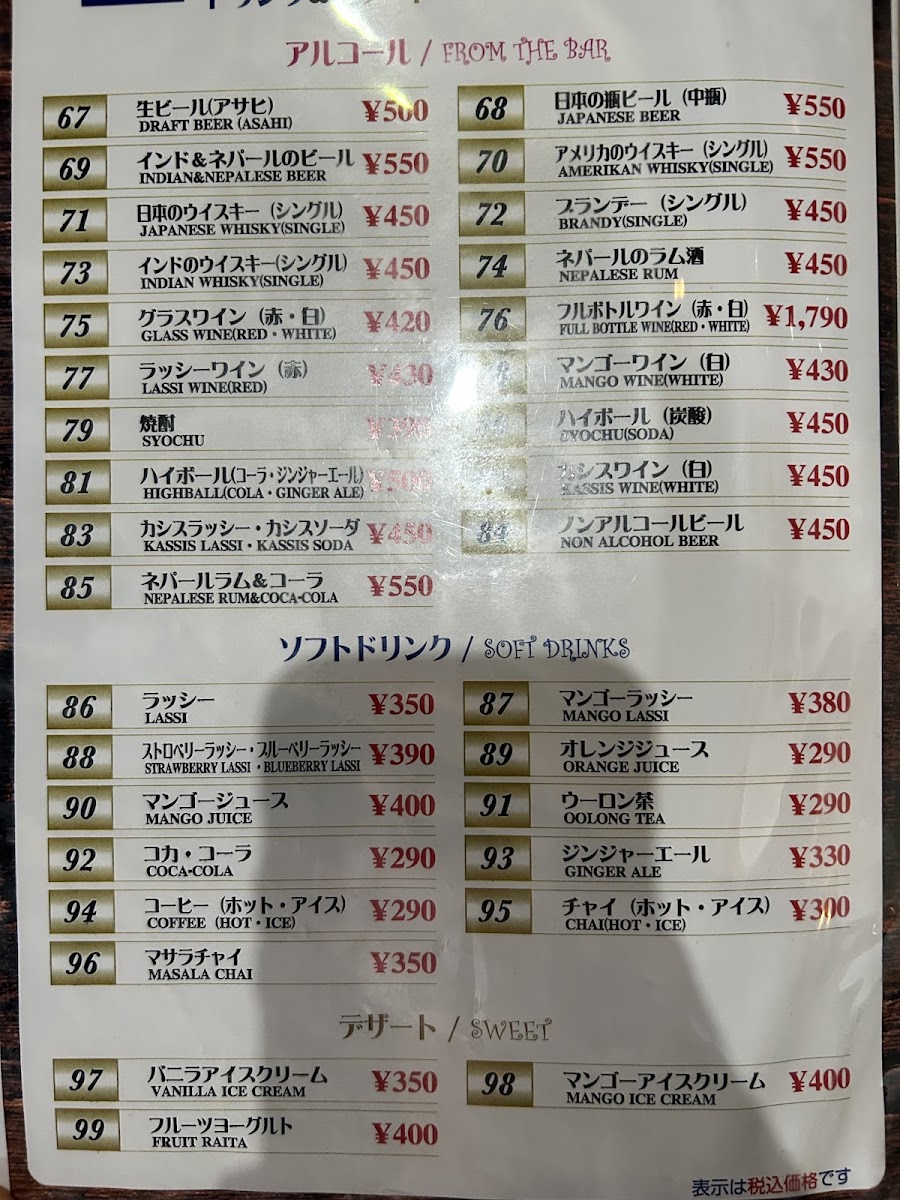 アルコール / FROM THE BAR
67 生ビール(アサヒ) ¥500
DRAFT BEER (ASAHI)
68 日本の瓶ビール（中瓶） ¥550
JAPANESE BEER
69 インド＆ネパールのビール ¥550
INDIAN&NEPALESE BEER
70 アメリカのウイスキー（シングル） ¥550
AMERIKAN WHISKY(SINGLE)
71 日本のウイスキー（シングル） ¥450
JAPANESE WHISKY(SINGLE)
72 ブランデー（シングル） ¥450
BRANDY(SINGLE)
73 インドのウイスキー(シングル) ¥450
INDIAN WHISKY(SINGLE)
74 ネパールのラム酒 ¥450
NEPALESE RUM
75 グラスワイン（赤・白） ¥420
GLASS WINE(RED・WHITE)
76 フルボトルワイン（赤・白） ¥1,790
FULL BOTTLE WINE(RED・WHITE)
77 ラッシーワイン（赤） ¥430
LASSI WINE(RED)
マンゴーワイン（白） ¥430
MANGO WINE(WHITE)
79 焼酎
SYOCHU
ハイボール（炭酸） ¥450
SYOCHU(SODA)
81 ハイボール(コーラ・ジンジャーエール) ¥500
HIGHBALL(COLA・GINGER ALE)
カシスワイン（白） ¥450
KASSIS WINE(WHITE)
83 カシスラッシー・カシスソーダ ¥450
KASSIS LASSI・KASSIS SODA
84 ノンアルコールビール ¥450
NON ALCOHOL BEER
85 ネパールラム＆コーラ ¥550
NEPALESE RUM&COCA-COLA
ソフトドリンク / SOFT DRINKS
86 ラッシー ¥350
LASSI
87 マンゴーラッシー ¥380
MANGO LASSI
88 ストロベリーラッシー・ブルーベリーラッシー ¥390
STRAWBERRY LASSI・BLUEBERRY LASSI
89 オレンジジュース ¥290
ORANGE JUICE
90 マンゴージュース ¥400
MANGO JUICE
91 ウーロン茶 ¥290
OOLONG TEA
92 コカ・コーラ ¥290
COCA-COLA
93 ジンジャーエール ¥330
GINGER ALE
94 コーヒー（ホット・アイス） ¥290
COFFEE (HOT・ICE)
95 チャイ（ホット・アイス） ¥300
CHAI(HOT・ICE)
96 マサラチャイ ¥350
MASALA CHAI
デザート / SWEET
97 バニラアイスクリーム ¥350
VANILLA ICE CREAM
98 マンゴーアイスクリーム ¥400
MANGO ICE CREAM
99 フルーツヨーグルト ¥400
FRUIT RAITA
表示は税込価格です